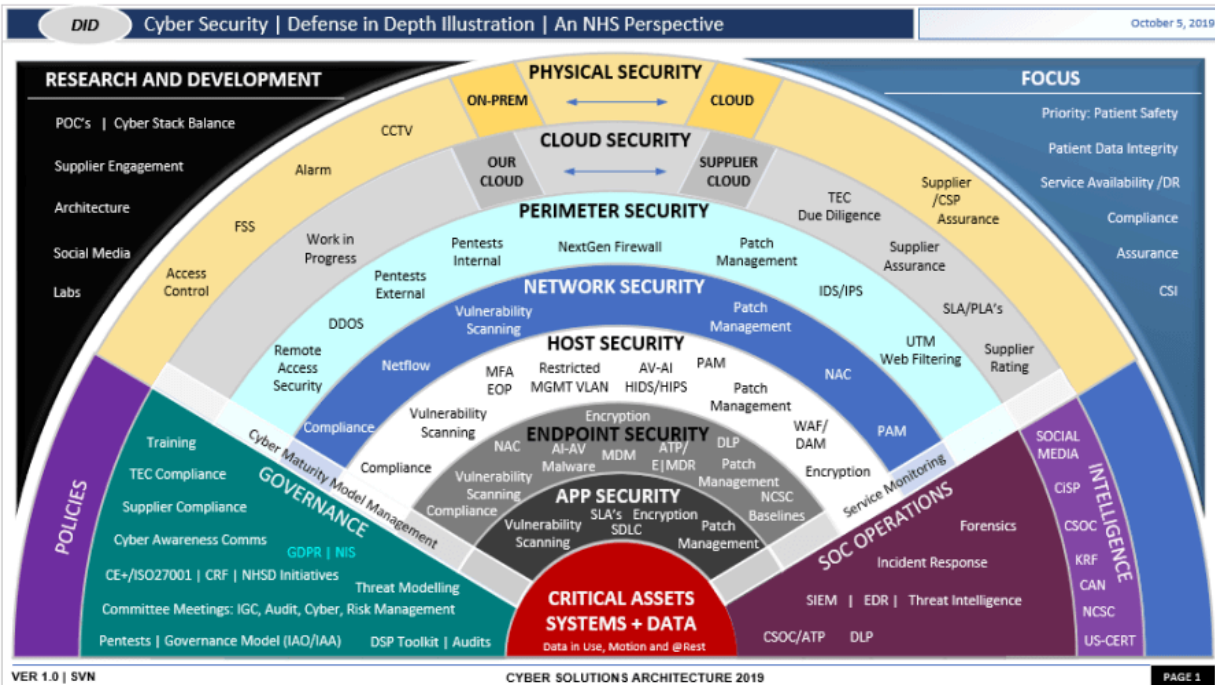 DID
Cyber Security | Defense in Depth Illustration | An NHS Perspective
October 5, 2019
RESEARCH AND DEVELOPMENT
POC's | Cyber Stack Balance
Supplier Engagement
Architecture
Social Media
Labs
FOCUS
Priority: Patient Safety
Patient Data Integrity
Service Availability /DR
Compliance
Assurance
CSI
PHYSICAL SECURITY
ON-PREM
CLOUD
CCTV
Alarm
FSS
Access
Control
Supplier
/CSP
Assurance
CLOUD SECURITY
OUR
CLOUD
SUPPLIER
CLOUD
Work in
Progress
TEC
Due Diligence
Supplier
Assurance
SLA/PLA's
Supplier
Rating
PERIMETER SECURITY
Pentests
Internal
NextGen Firewall
Patch
Management
Pentests
External
IDS/IPS
DDOS
UTM
Web Filtering
Remote
Access
Security
NETWORK SECURITY
Vulnerability
Scanning
Patch
Management
Netflow
NAC
Compliance
PAM
HOST SECURITY
MFA
EOP
Restricted
MGMT VLAN
AV-AI
HIDS/HIPS
PAM
Patch
Management
Vulnerability
Scanning
WAF/
DAM
Compliance
Encryption
Encryption
ENDPOINT SECURITY
NAC
AI-AV
Malware
MDM
ATP/
E|MDR
DLP
Patch
Management
Vulnerability
Scanning
Compliance
NCSC
Baselines
APP SECURITY
SLA's
Encryption
SDLC
Vulnerability
Scanning
Patch
Management
CRITICAL ASSETS
SYSTEMS + DATA
Data in Use, Motion and @Rest
Cyber Maturity Model Management
Service Monitoring
POLICIES
GOVERNANCE
Training
TEC Compliance
Supplier Compliance
Cyber Awareness Comms
GDPR | NIS
CE+/ISO27001 | CRF | NHSD Initiatives
Threat Modelling
Committee Meetings: IGC, Audit, Cyber, Risk Management
Pentests | Governance Model (IAO/IAA)
DSP Toolkit | Audits
SOC OPERATIONS
Forensics
Incident Response
SIEM | EDR | Threat Intelligence
CSOC/ATP
DLP
INTELLIGENCE
SOCIAL
MEDIA
CiSP
CSOC
KRF
CAN
NCSC
US-CERT
VER 1.0 | SVN
CYBER SOLUTIONS ARCHITECTURE 2019
PAGE 1